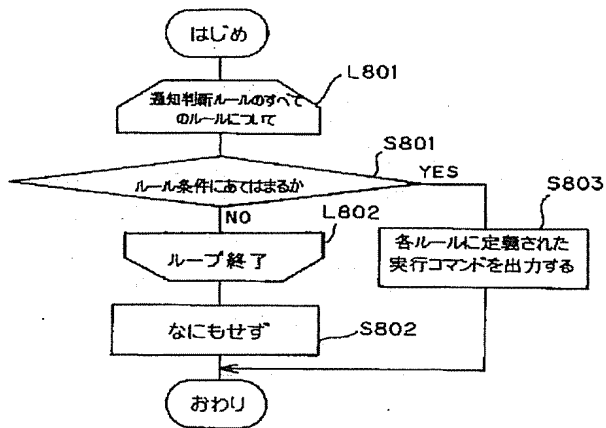 はじめ
L801
通知判断ルールのすべて
のルールについて
S801
ルール条件にあてはまるか
YES
S803
NO
L802
各ルールに定義された
実行コマンドを出力する
ループ終了
なにもせず
S802
おわり